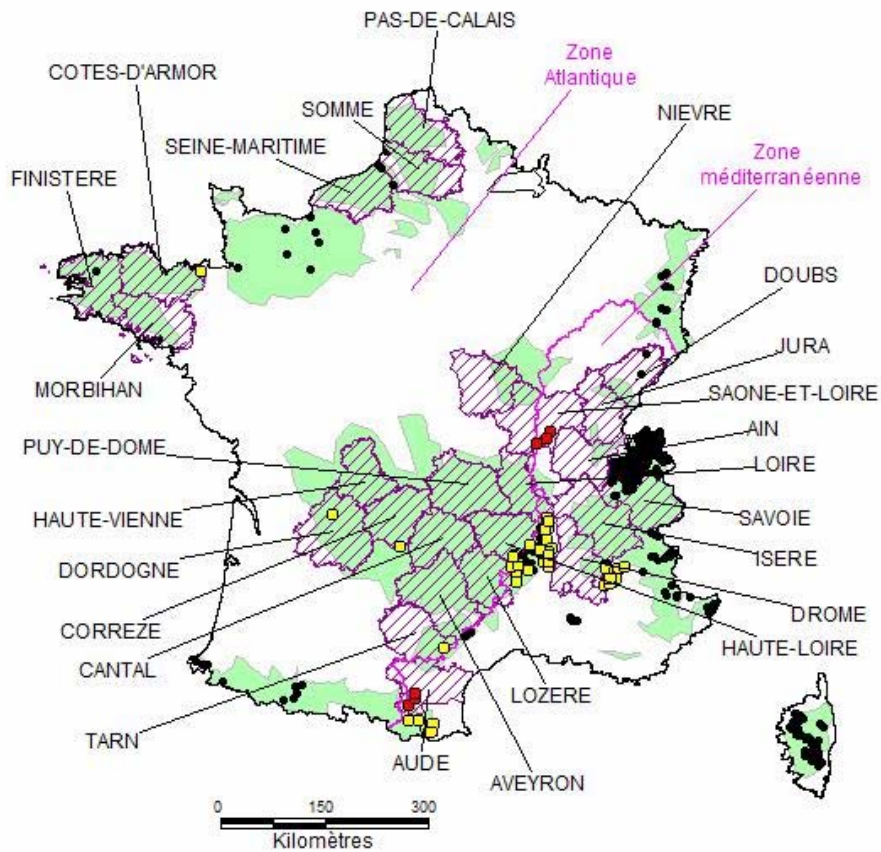 PAS-DE-CALAIS
Zone
Atlantique
COTES-D'ARMOR
SOMME
NIEVRE
SEINE-MARITIME
Zone
méditerranéenne
FINISTERE
DOUBS
JURA
MORBIHAN
SAONE-ET-LOIRE
PUY-DE-DOME
AIN
LOIRE
HAUTE-VIENNE
SAVOIE
DORDOGNE
ISERE
DROME
CORREZE
HAUTE-LOIRE
CANTAL
LOZERE
TARN
AUDE
AVEYRON
0 150 300
Kilomètres